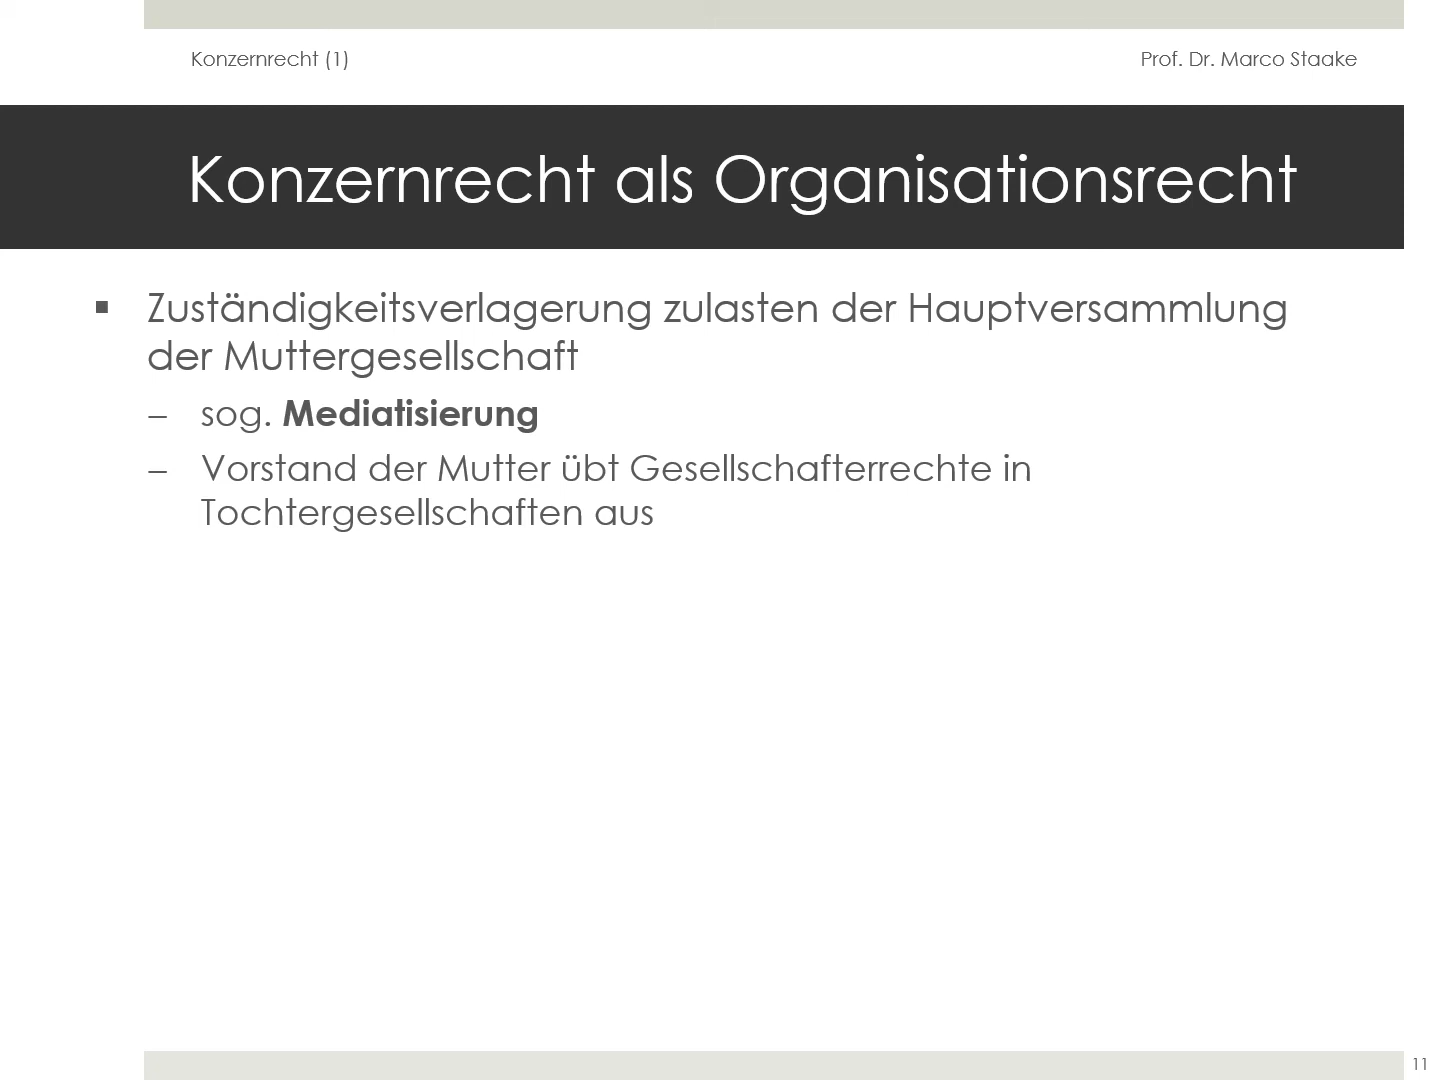 Konzernrecht (1)
Prof. Dr. Marco Staake
Konzernrecht als Organisationsrecht
▪ Zuständigkeitsverlagerung zulasten der Hauptversammlung
der Muttergesellschaft
– sog. Mediatisierung
– Vorstand der Mutter übt Gesellschafterrechte in
Tochtergesellschaften aus
11